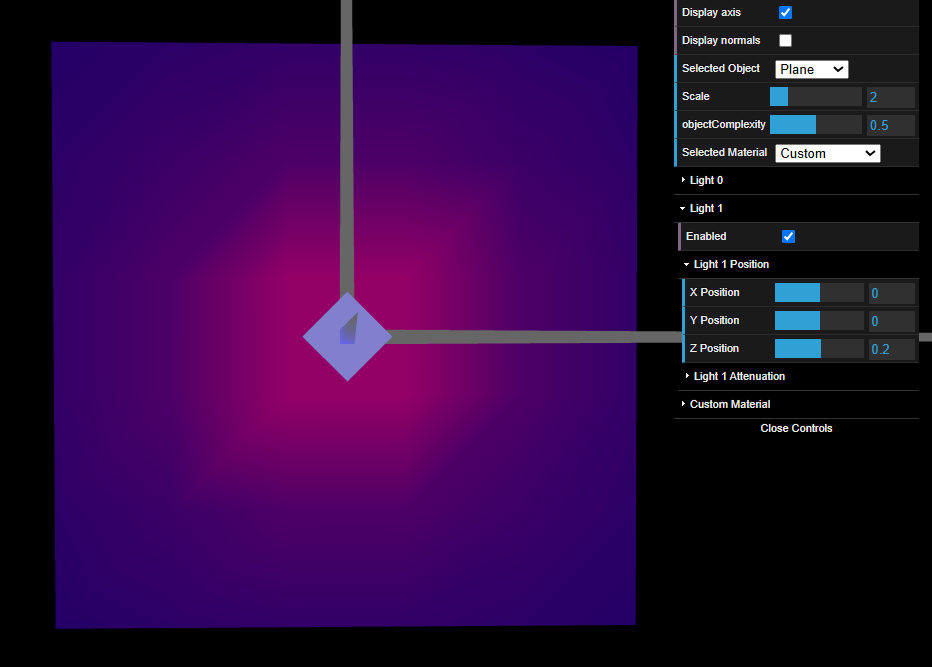 Display axis
Display normals
Selected Object Plane
Scale 2
objectComplexity 0.5
Selected Material Custom
Light 0
Light 1
Enabled
Light 1 Position
X Position 0
Y Position 0
Z Position 0.2
Light 1 Attenuation
Custom Material
Close Controls